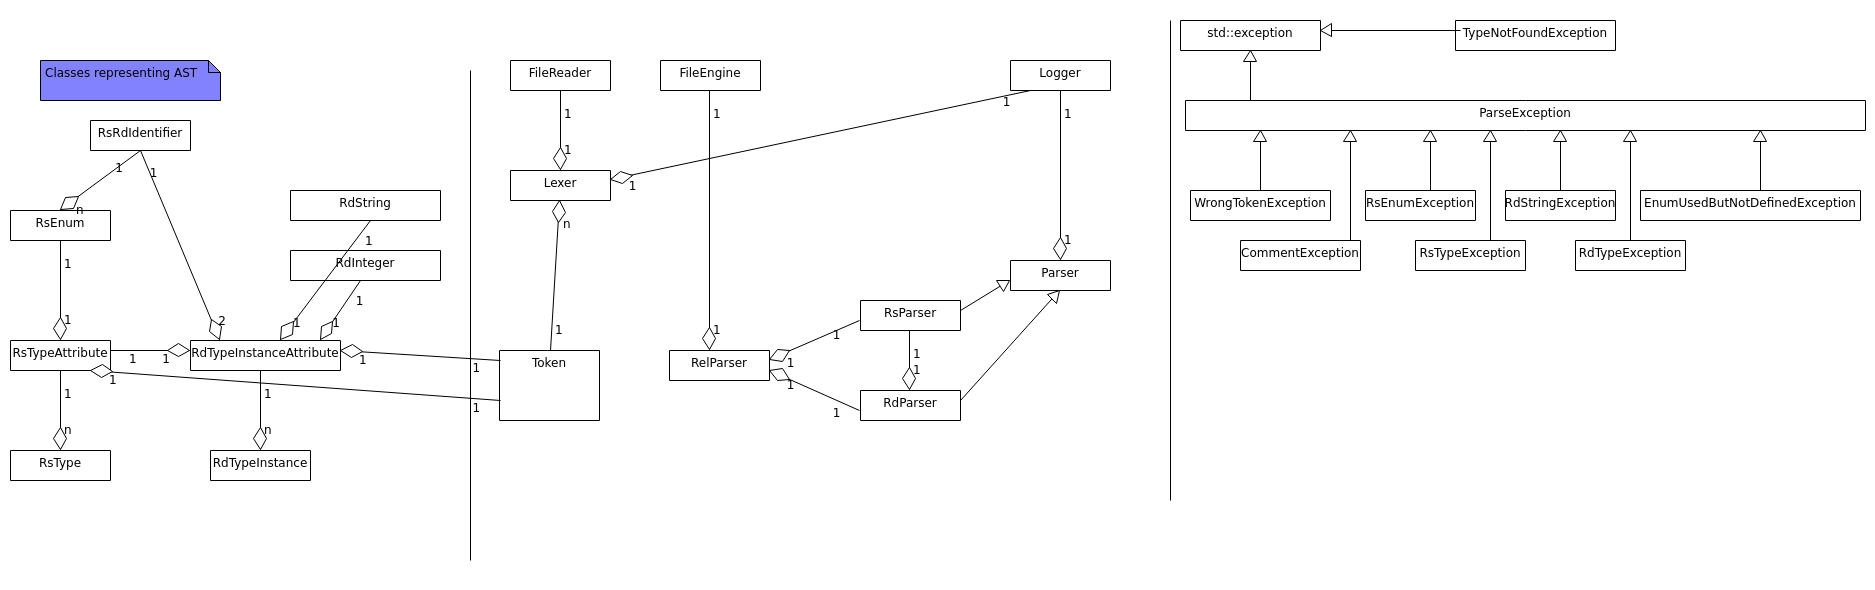 Classes representing AST
RsRdIdentifier
1
1
n
RsEnum
RdString
1
RdInteger
1
1
1
2
1
1
RsTypeAttribute
1
1
RdTypeInstanceAttribute
1
1
1
1
1
1
n
n
RsType
RdTypeInstance
FileReader
FileEngine
Logger
1
1
1
1
1
Lexer
1
n
1
Token
1
Parser
RsParser
1
1
1
1
1
RelParser
1
1
RdParser
std::exception
TypeNotFoundException
ParseException
WrongTokenException
RsEnumException
RdStringException
EnumUsedButNotDefinedException
CommentException
RsTypeException
RdTypeException